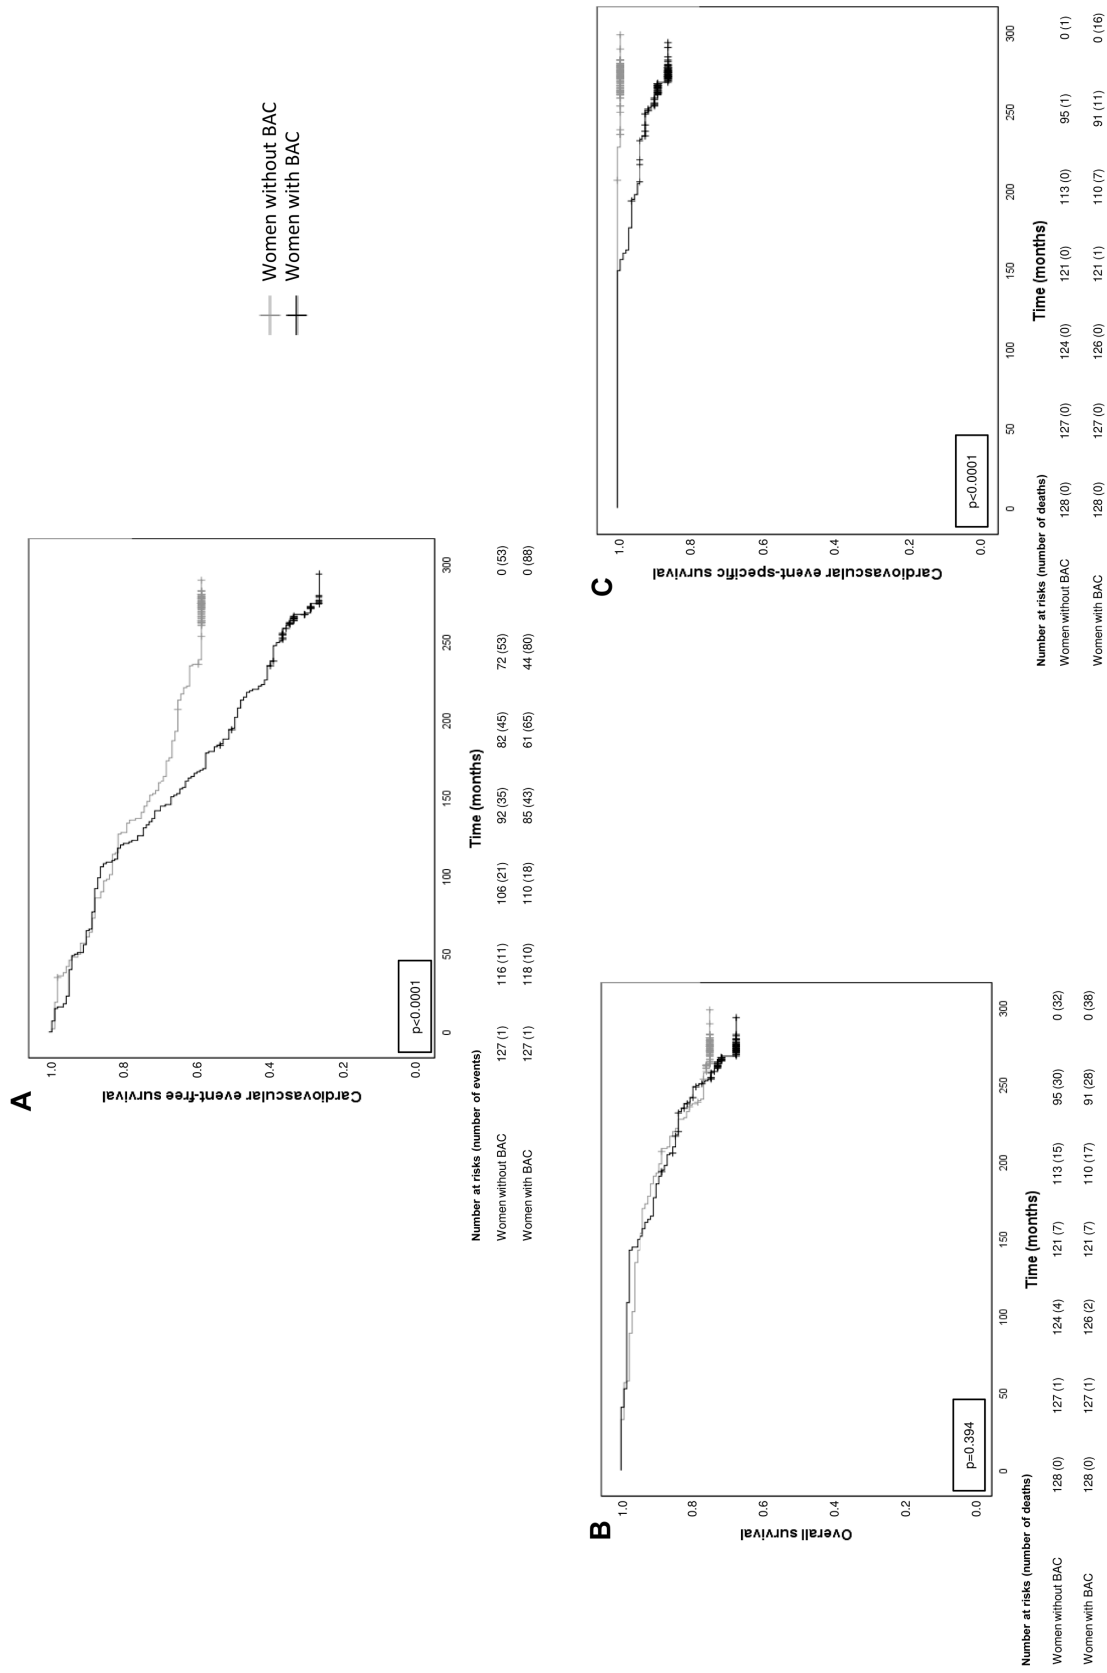 A
Cardiovascular event-free survival
1.0
0.8
0.6
0.4
0.2
0.0
p<0.0001
0 50 100 150 200 250 300
Time (months)
Number at risks (number of events)
Women without BAC 127 (1) 116 (11) 106 (21) 92 (35) 82 (45) 72 (53) 0 (53)
Women with BAC 127 (1) 118 (10) 110 (18) 85 (43) 61 (65) 44 (80) 0 (88)
Women without BAC
Women with BAC
B
Overall survival
1.0
0.8
0.6
0.4
0.2
0.0
p=0.394
0 50 100 150 200 250 300
Time (months)
Number at risks (number of deaths)
Women without BAC 128 (0) 127 (1) 124 (4) 121 (7) 113 (15) 95 (30) 0 (32)
Women with BAC 128 (0) 127 (1) 126 (2) 121 (7) 110 (17) 91 (28) 0 (38)
C
Cardiovascular event-specific survival
1.0
0.8
0.6
0.4
0.2
0.0
p<0.0001
0 50 100 150 200 250 300
Time (months)
Number at risks (number of deaths)
Women without BAC 128 (0) 127 (0) 124 (0) 121 (0) 113 (0) 95 (1) 0 (1)
Women with BAC 128 (0) 127 (0) 126 (0) 121 (1) 110 (7) 91 (11) 0 (16)